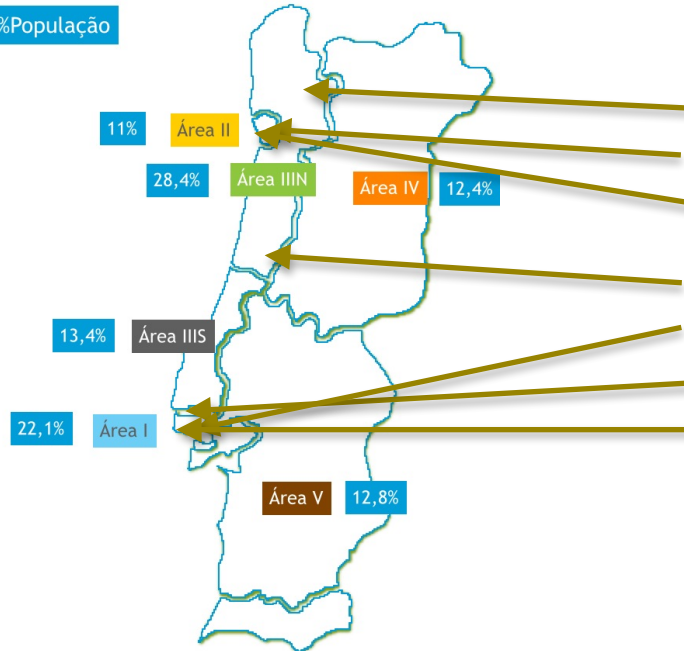 %População
11% Área II
28,4% Área IIIN
Área IV 12,4%
13,4% Área IIIS
22,1% Área I
Área V 12,8%